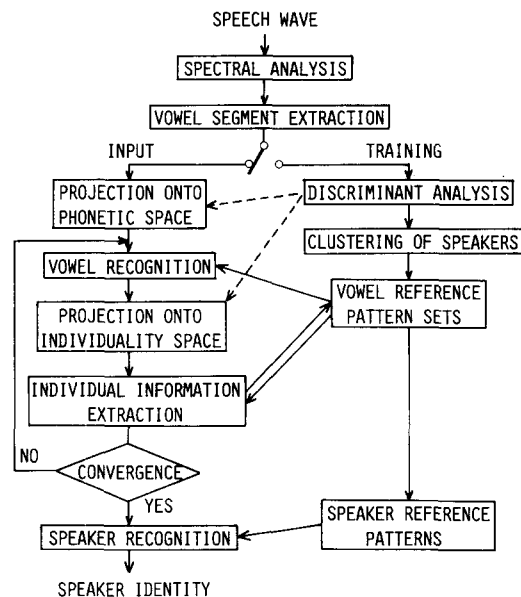 SPEECH WAVE
SPECTRAL ANALYSIS
VOWEL SEGMENT EXTRACTION
INPUT
TRAINING
PROJECTION ONTO
PHONETIC SPACE
DISCRIMINANT ANALYSIS
CLUSTERING OF SPEAKERS
VOWEL RECOGNITION
VOWEL REFERENCE
PATTERN SETS
PROJECTION ONTO
INDIVIDUALITY SPACE
INDIVIDUAL INFORMATION
EXTRACTION
NO
CONVERGENCE
YES
SPEAKER RECOGNITION
SPEAKER REFERENCE
PATTERNS
SPEAKER IDENTITY